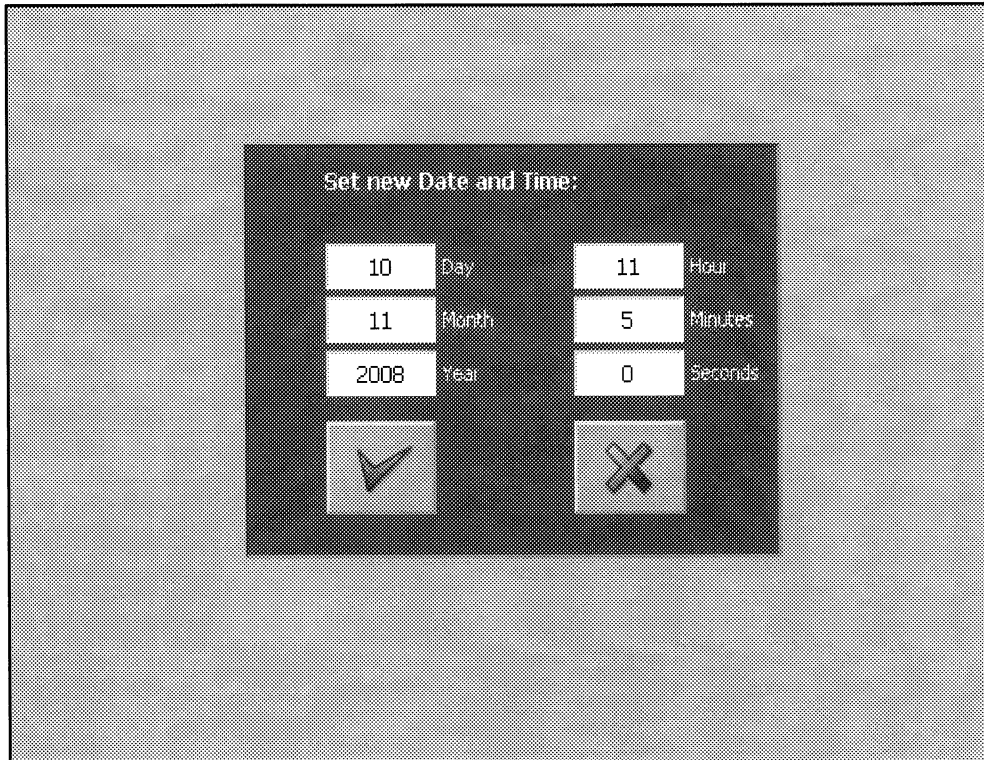 Set new Date and Time:
10 Day 11 Hour
11 Month 5 Minutes
2008 Year 0 Seconds